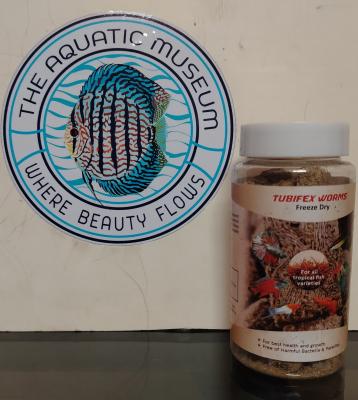 THE AQUATIC MUSEUM
WHERE BEAUTY FLOWS
TUBIFEX WORMS
Freeze Dry
For all
tropical fish
varieties
For best health and growth
Free of Harmful Bacteria & Parasites